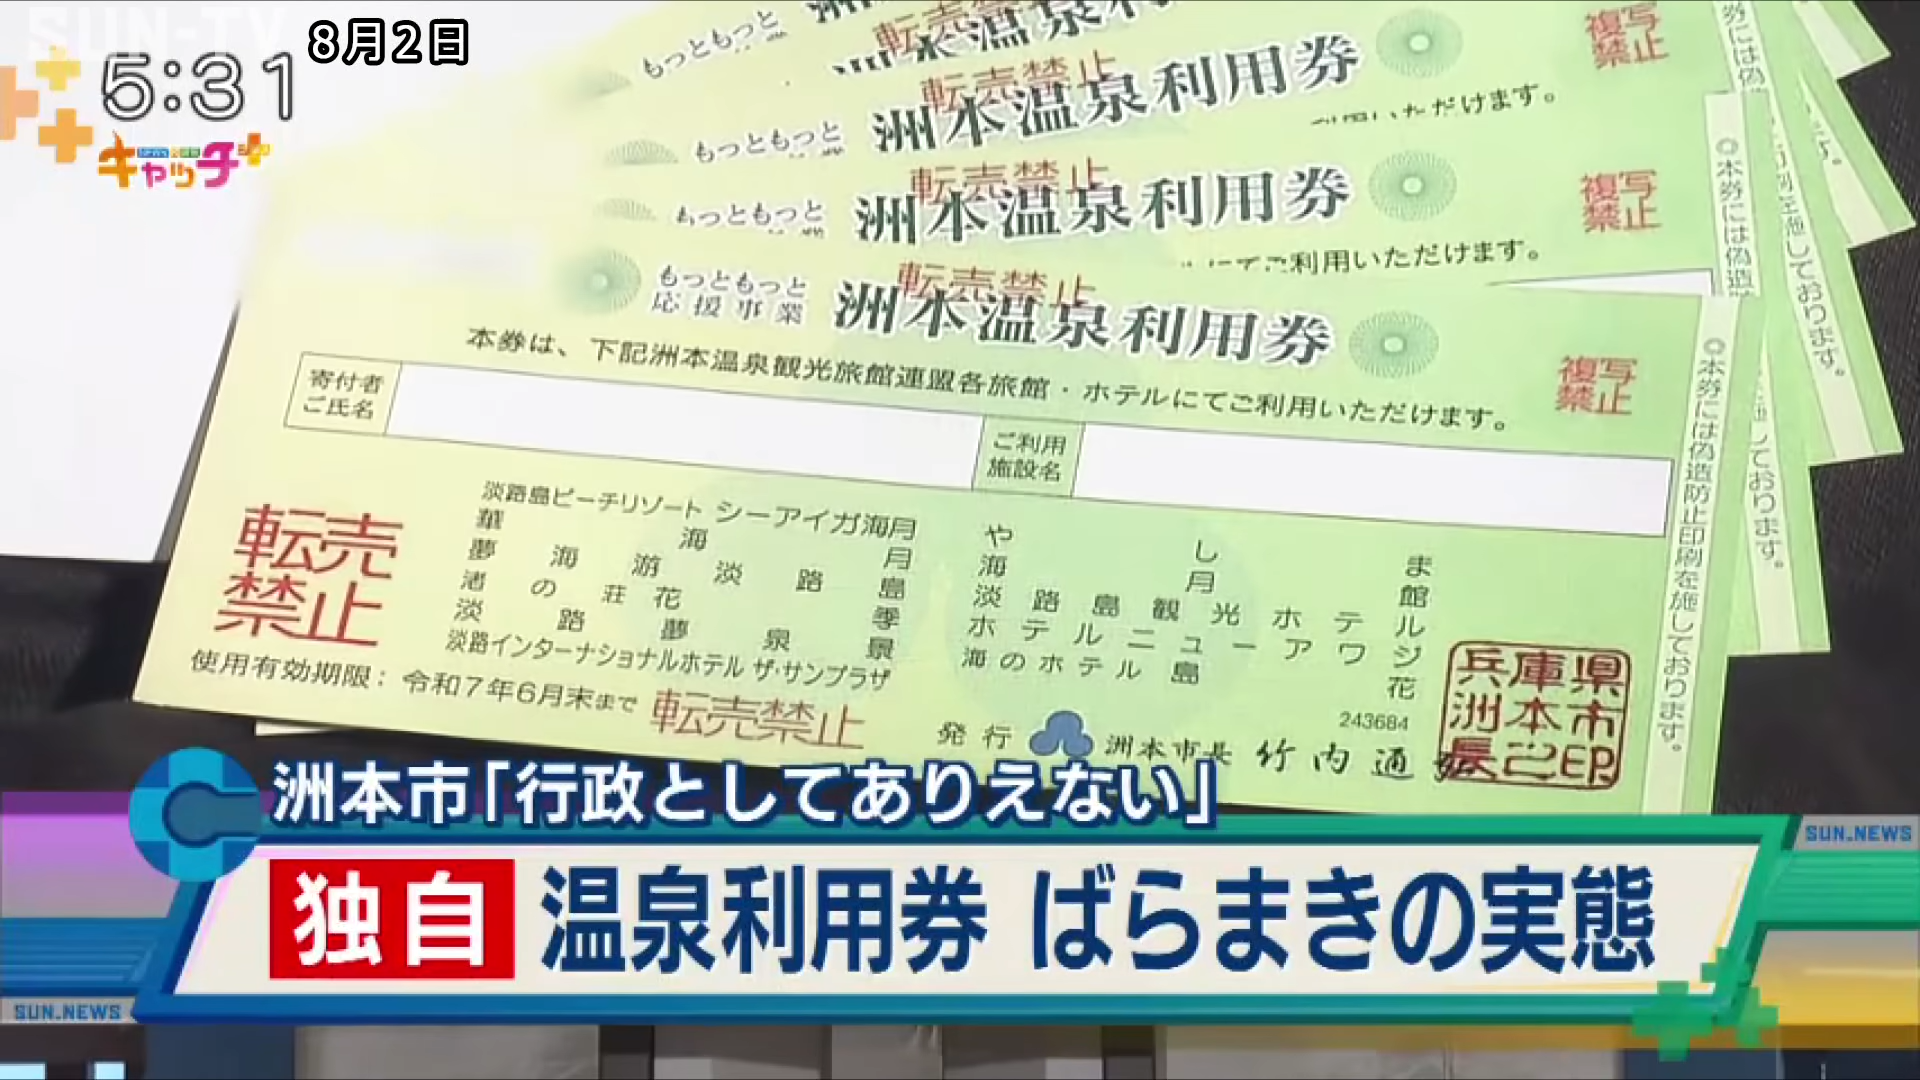 SUN-TV
8月2日
5:31
キャッチ+
もっともっと
転売禁止
複写
禁止
もっともっと
転売禁止
洲本温泉利用券
利用いただけます。
もっともっと
転売禁止
洲本温泉利用券
複写
禁止
にてご利用いただけます。
もっともっと
応援事業
転売禁止
洲本温泉利用券
複写
禁止
本券は、下記洲本温泉観光旅館連盟各旅館・ホテルにてご利用いただけます。
寄付者
ご氏名
ご利用
施設名
淡路島ビーチリゾート シーアイガ海月
華海月
夢海游淡路島
渚の荘花季
淡路夢泉景
淡路インターナショナルホテル ザ・サンプラザ
やしま
海月館
淡路島観光ホテル
ホテルニューアワジ
海のホテル島花
転売
禁止
使用有効期限:令和7年6月末まで
転売禁止
243684
発行 洲本市長 竹内通弘
兵庫県
洲本市
長之印
◎本券には偽造防止印刷を施しております。
洲本市「行政としてありえない」
独自 温泉利用券 ばらまきの実態
SUN.NEWS
SUN.NEWS